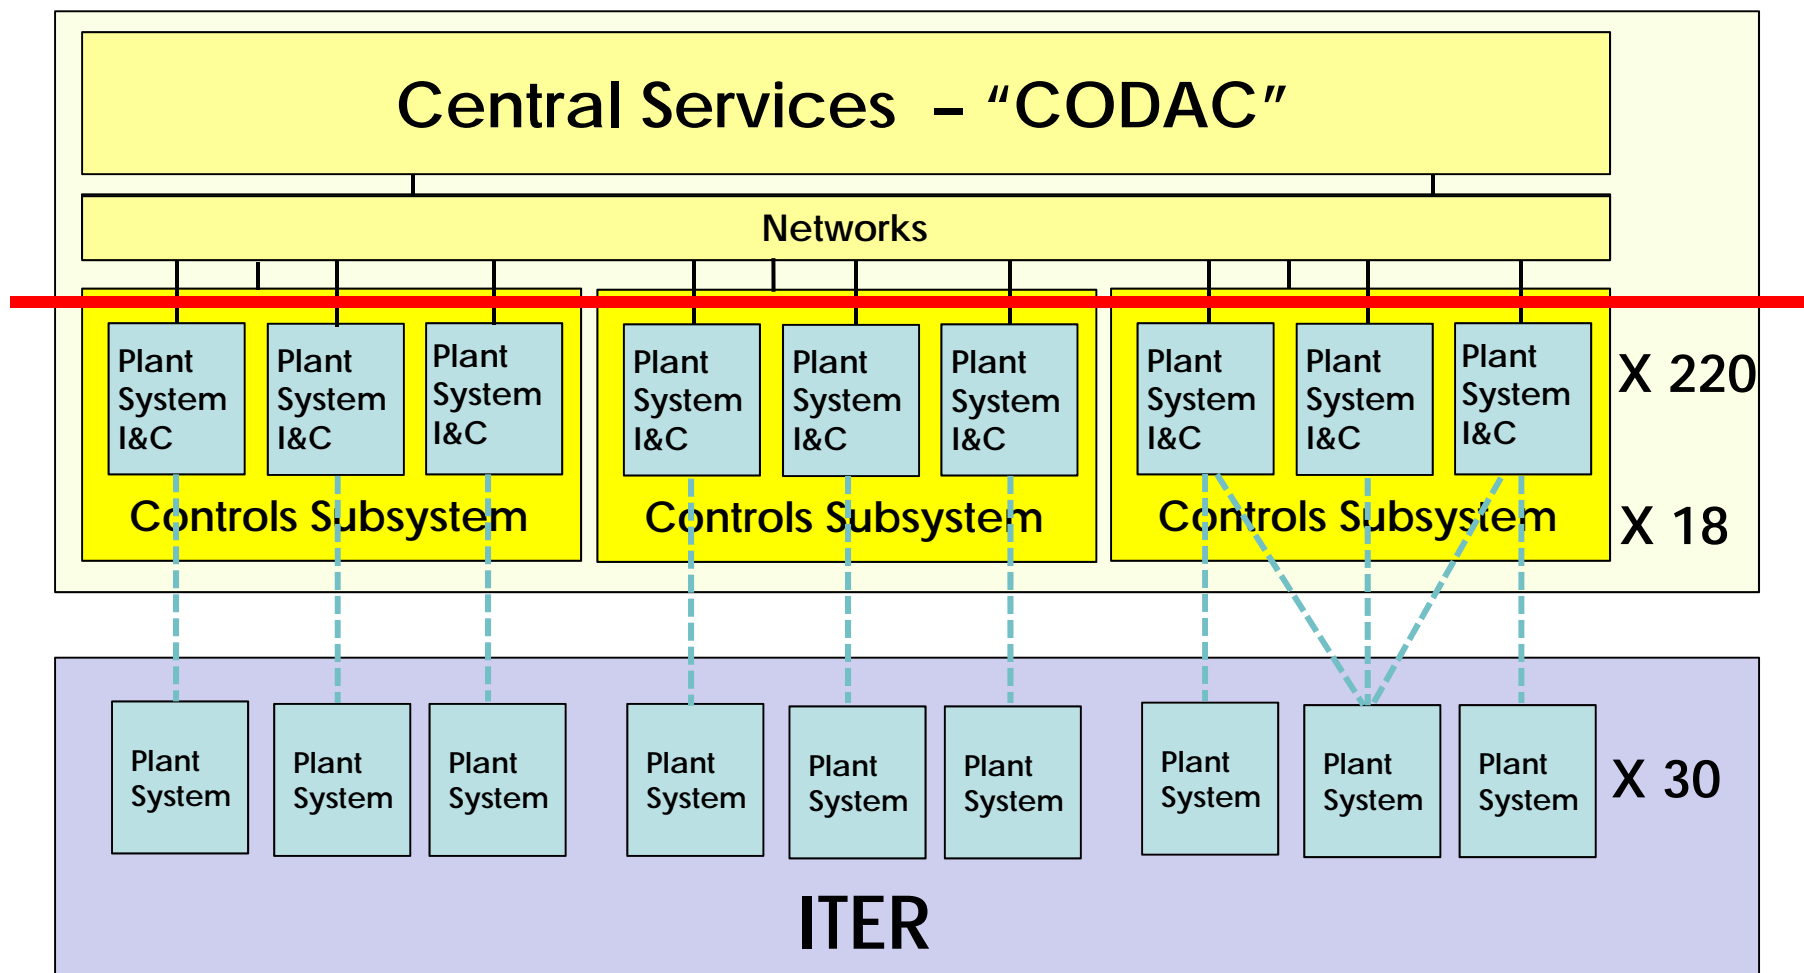 Central Services – “CODAC”
Networks
Plant
System
I&C
Plant
System
I&C
Plant
System
I&C
Plant
System
I&C
Plant
System
I&C
Plant
System
I&C
Plant
System
I&C
Plant
System
I&C
Plant
System
I&C
X 220
Controls Subsystem
Controls Subsystem
Controls Subsystem
X 18
Plant
System
Plant
System
Plant
System
Plant
System
Plant
System
Plant
System
Plant
System
Plant
System
Plant
System
X 30
ITER